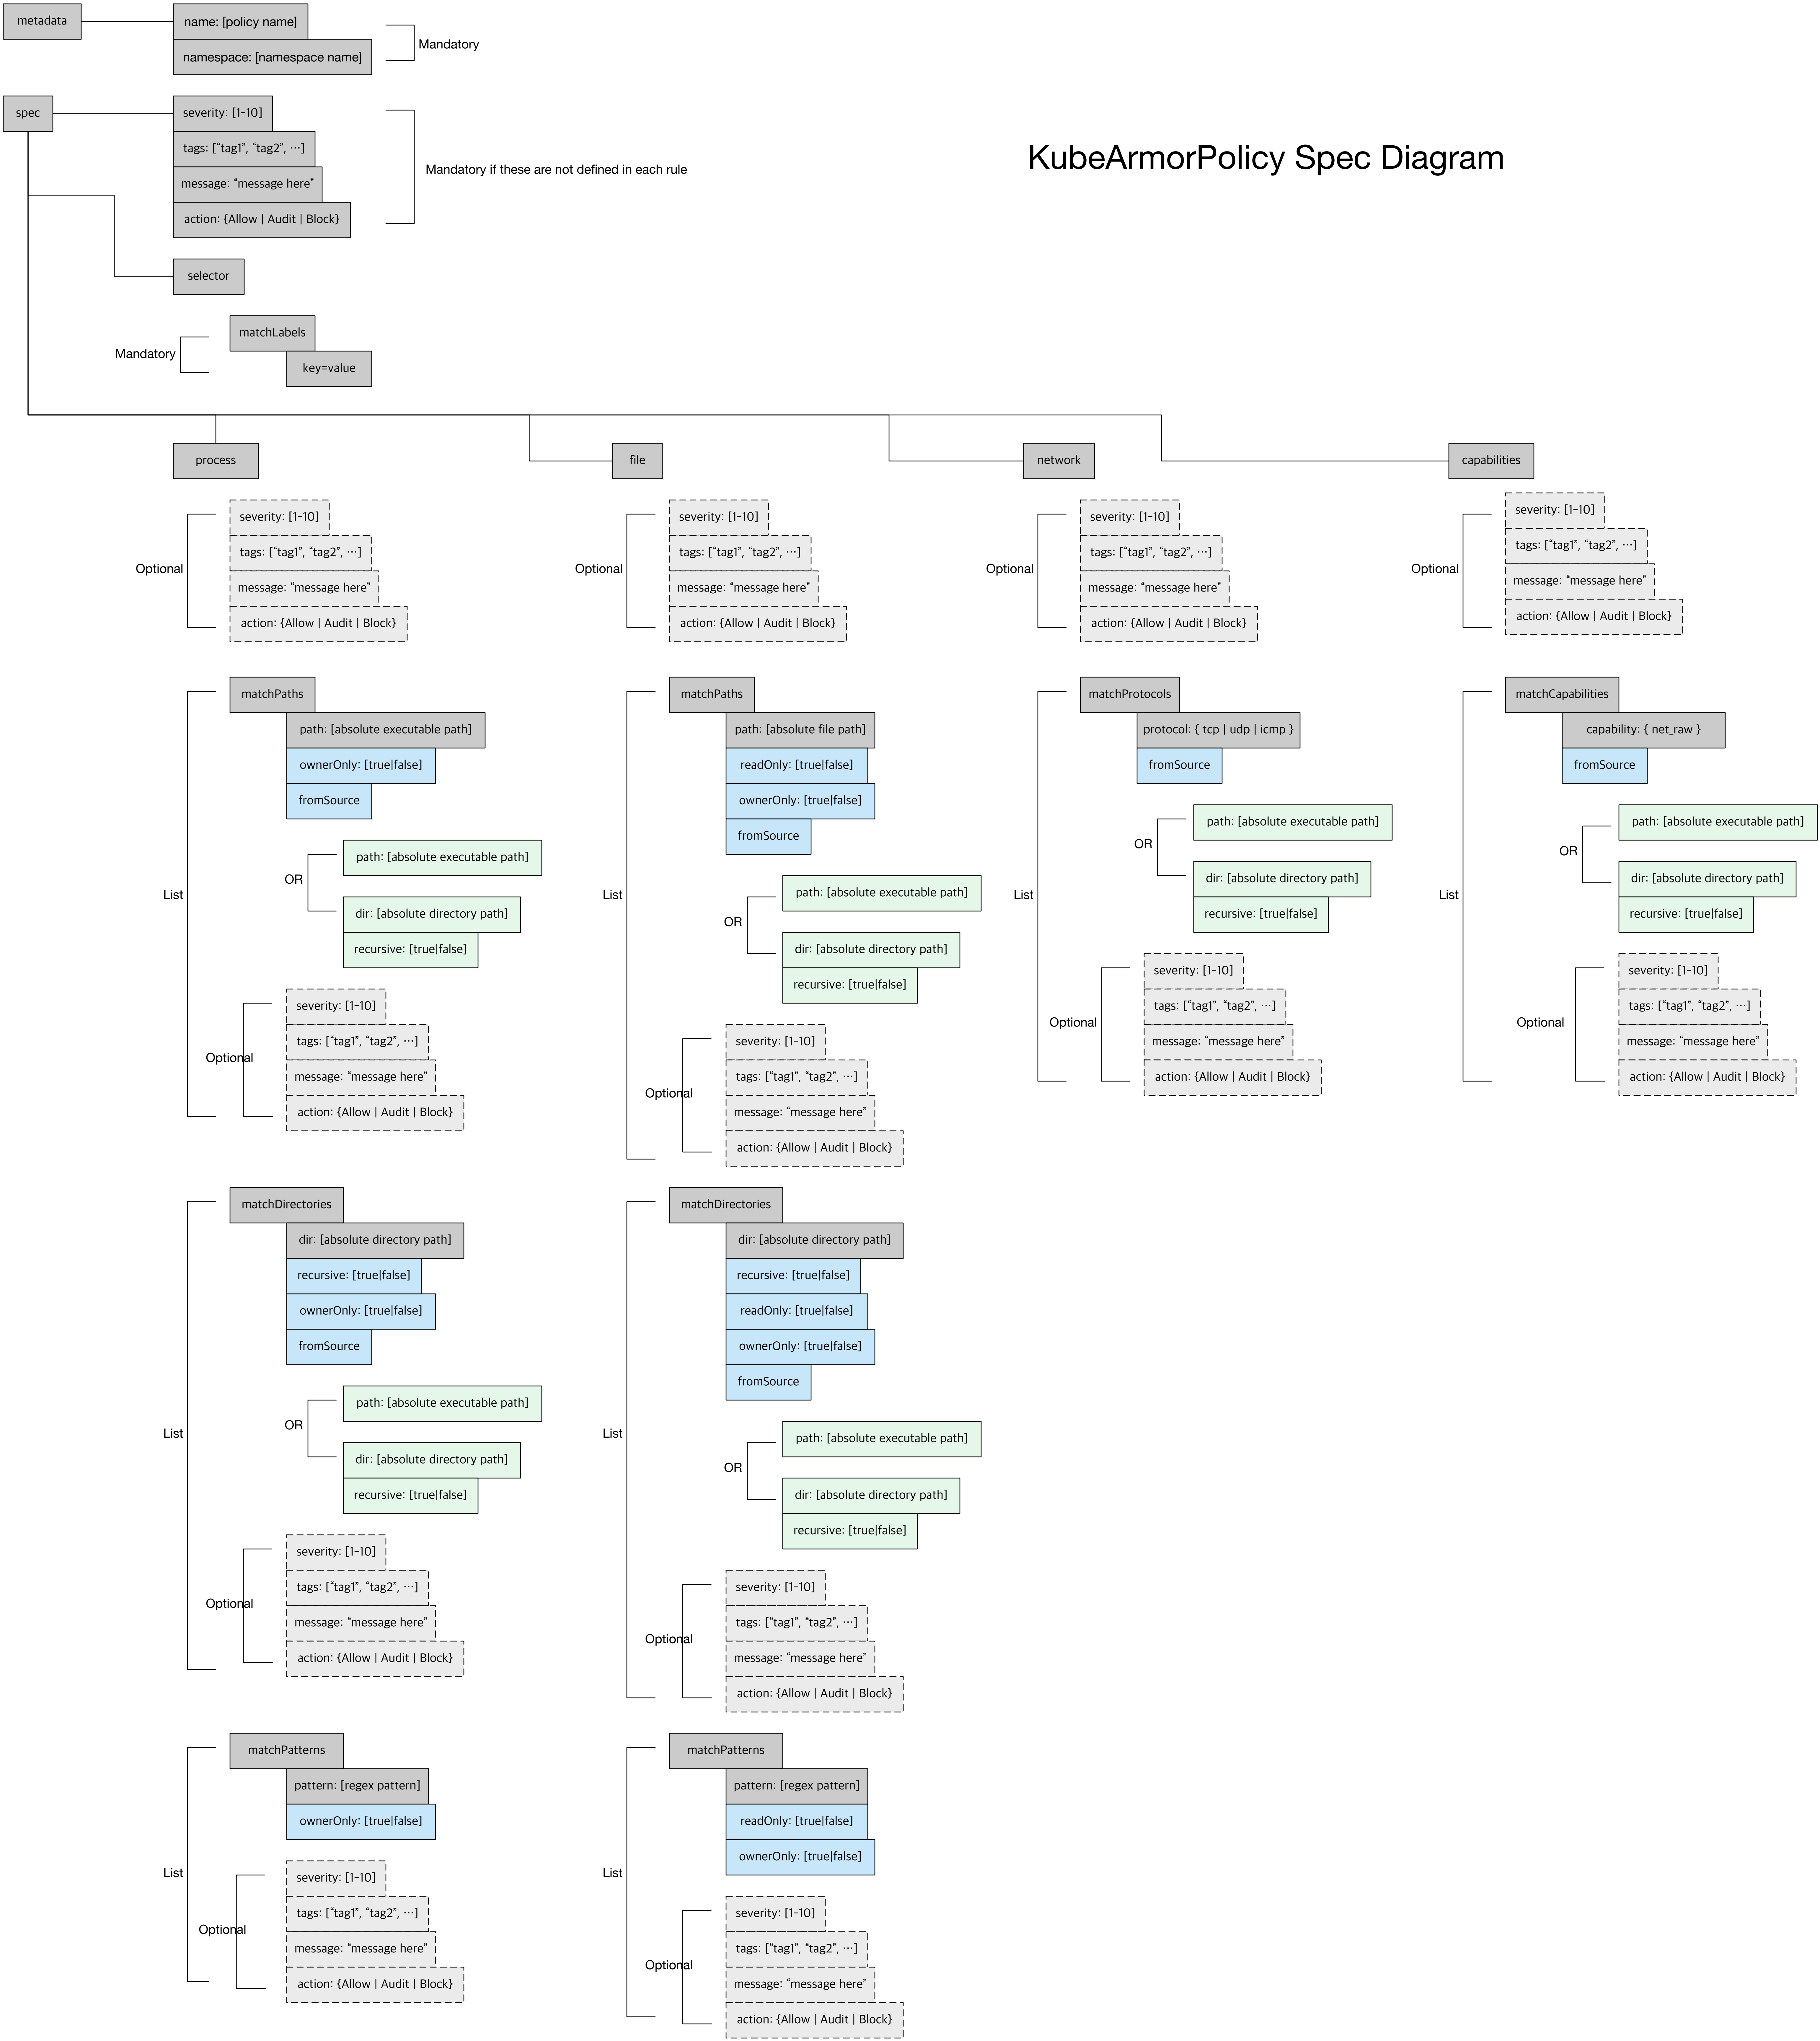 metadata
name: [policy name]
namespace: [namespace name]
Mandatory
KubeArmorPolicy Spec Diagram
spec
severity: [1-10]
tags: [“tag1”, “tag2”, ⋯]
message: “message here”
action: {Allow | Audit | Block}
Mandatory if these are not defined in each rule
selector
Mandatory
matchLabels
key=value
process
Optional
severity: [1-10]
tags: [“tag1”, “tag2”, ⋯]
message: “message here”
action: {Allow | Audit | Block}
List
matchPaths
path: [absolute executable path]
ownerOnly: [true|false]
fromSource
OR
path: [absolute executable path]
dir: [absolute directory path]
recursive: [true|false]
Optional
severity: [1-10]
tags: [“tag1”, “tag2”, ⋯]
message: “message here”
action: {Allow | Audit | Block}
List
matchDirectories
dir: [absolute directory path]
recursive: [true|false]
ownerOnly: [true|false]
fromSource
OR
path: [absolute executable path]
dir: [absolute directory path]
recursive: [true|false]
Optional
severity: [1-10]
tags: [“tag1”, “tag2”, ⋯]
message: “message here”
action: {Allow | Audit | Block}
List
matchPatterns
pattern: [regex pattern]
ownerOnly: [true|false]
Optional
severity: [1-10]
tags: [“tag1”, “tag2”, ⋯]
message: “message here”
action: {Allow | Audit | Block}
file
Optional
severity: [1-10]
tags: [“tag1”, “tag2”, ⋯]
message: “message here”
action: {Allow | Audit | Block}
List
matchPaths
path: [absolute file path]
readOnly: [true|false]
ownerOnly: [true|false]
fromSource
OR
path: [absolute executable path]
dir: [absolute directory path]
recursive: [true|false]
Optional
severity: [1-10]
tags: [“tag1”, “tag2”, ⋯]
message: “message here”
action: {Allow | Audit | Block}
List
matchDirectories
dir: [absolute directory path]
recursive: [true|false]
readOnly: [true|false]
ownerOnly: [true|false]
fromSource
OR
path: [absolute executable path]
dir: [absolute directory path]
recursive: [true|false]
Optional
severity: [1-10]
tags: [“tag1”, “tag2”, ⋯]
message: “message here”
action: {Allow | Audit | Block}
List
matchPatterns
pattern: [regex pattern]
readOnly: [true|false]
ownerOnly: [true|false]
Optional
severity: [1-10]
tags: [“tag1”, “tag2”, ⋯]
message: “message here”
action: {Allow | Audit | Block}
network
Optional
severity: [1-10]
tags: [“tag1”, “tag2”, ⋯]
message: “message here”
action: {Allow | Audit | Block}
List
matchProtocols
protocol: { tcp | udp | icmp }
fromSource
OR
path: [absolute executable path]
dir: [absolute directory path]
recursive: [true|false]
Optional
severity: [1-10]
tags: [“tag1”, “tag2”, ⋯]
message: “message here”
action: {Allow | Audit | Block}
capabilities
Optional
severity: [1-10]
tags: [“tag1”, “tag2”, ⋯]
message: “message here”
action: {Allow | Audit | Block}
List
matchCapabilities
capability: { net_raw }
fromSource
OR
path: [absolute executable path]
dir: [absolute directory path]
recursive: [true|false]
Optional
severity: [1-10]
tags: [“tag1”, “tag2”, ⋯]
message: “message here”
action: {Allow | Audit | Block}